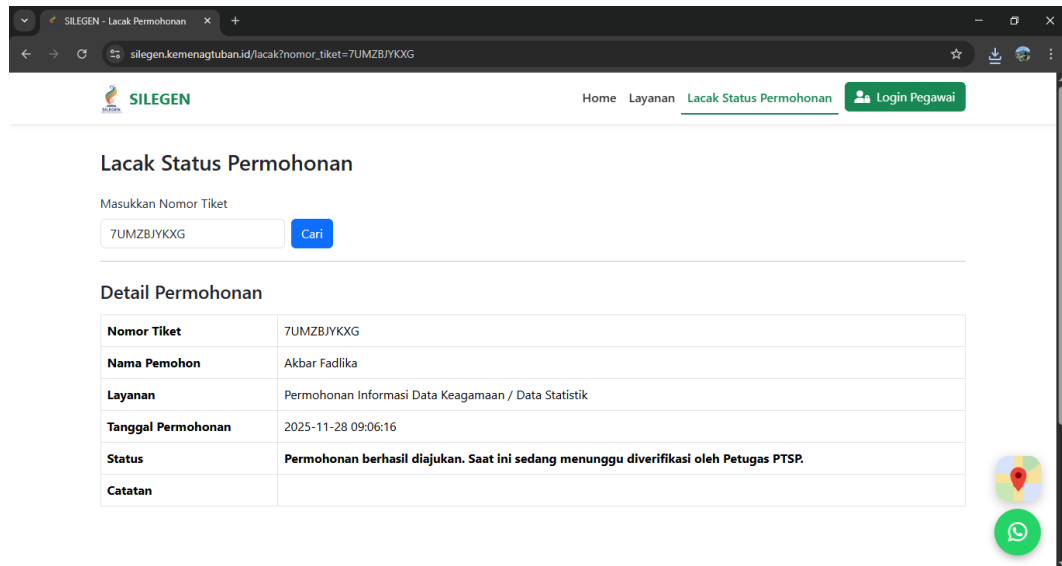 SILEGEN - Lacak Permohonan
silegen.kemenagtuban.id/lacak?nomor_tiket=7UMZBJYKXG
SILEGEN
SILEGEN Home Layanan Lacak Status Permohonan Login Pegawai
Lacak Status Permohonan
Masukkan Nomor Tiket
7UMZBJYKXG Cari
Detail Permohonan
Nomor Tiket 7UMZBJYKXG
Nama Pemohon Akbar Fadlika
Layanan Permohonan Informasi Data Keagamaan / Data Statistik
Tanggal Permohonan 2025-11-28 09:06:16
Status Permohonan berhasil diajukan. Saat ini sedang menunggu diverifikasi oleh Petugas PTSP.
Catatan